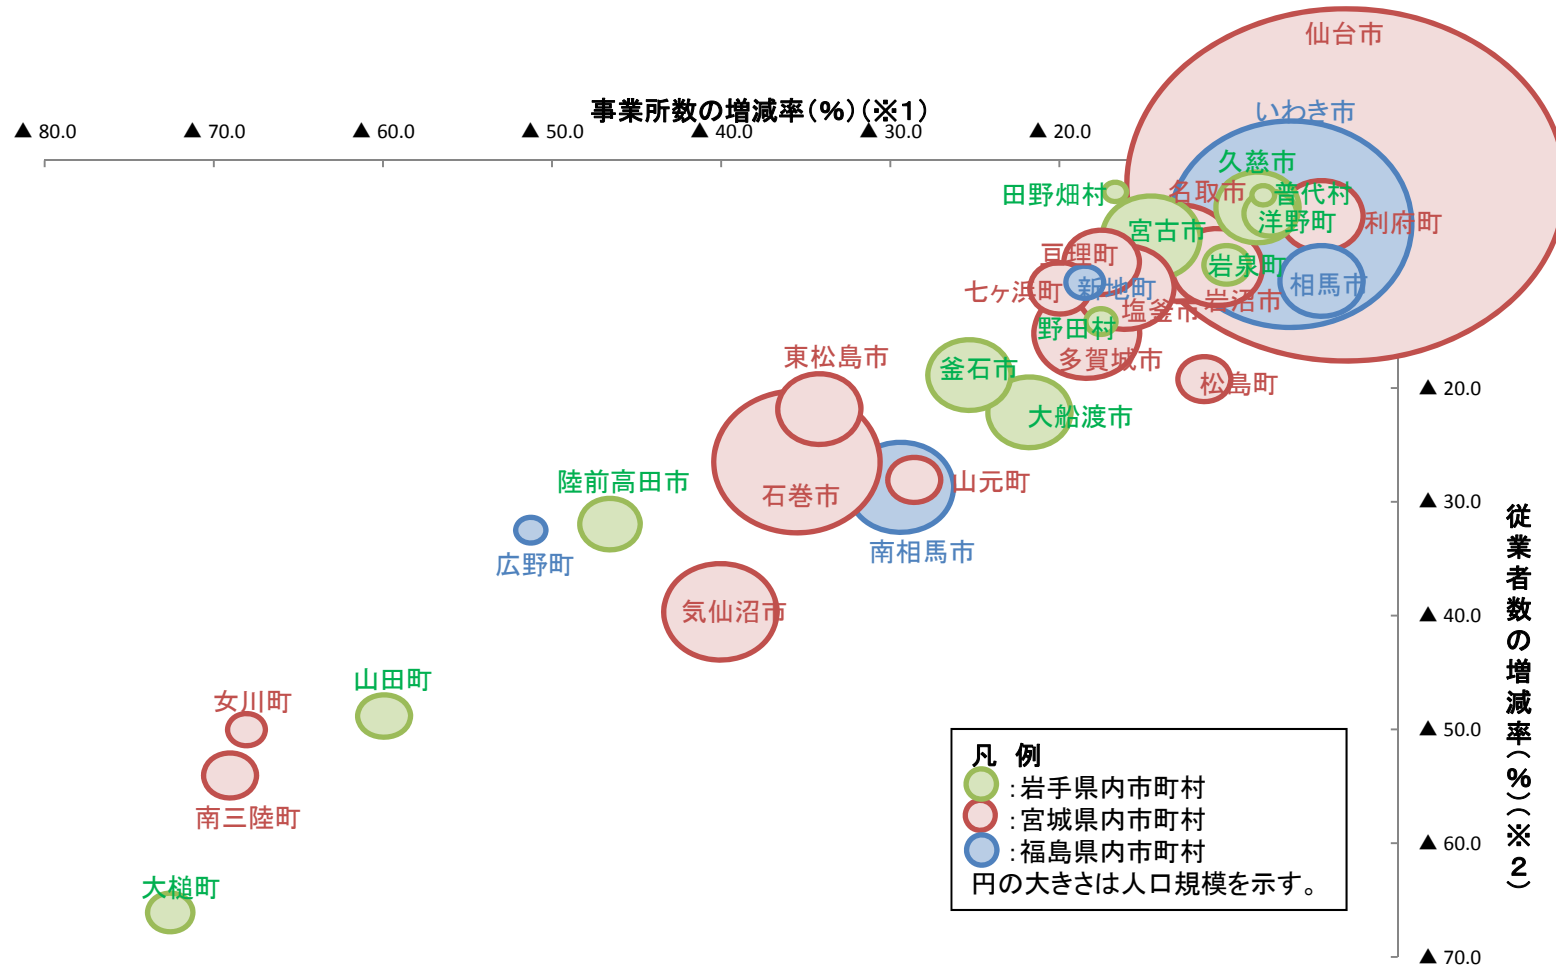 仙台市
事業所数の増減率(%)(※1)
いわき市
▲ 80.0
▲ 70.0
▲ 60.0
▲ 50.0
▲ 40.0
▲ 30.0
▲ 20.0
久慈市
田野畑村
名取市
普代村
宮古市
洋野町
利府町
亘理町
岩泉町
七ヶ浜町
新地町
相馬市
岩沼市
塩釜市
野田村
多賀城市
東松島市
釜石市
松島町
▲ 20.0
大船渡市
陸前高田市
石巻市
山元町
▲ 30.0
南相馬市
広野町
気仙沼市
▲ 40.0
従業者数の増減率(%)(※2)
山田町
女川町
▲ 50.0
南三陸町
凡 例
:岩手県内市町村
:宮城県内市町村
:福島県内市町村
円の大きさは人口規模を示す。
▲ 60.0
大槌町
▲ 70.0